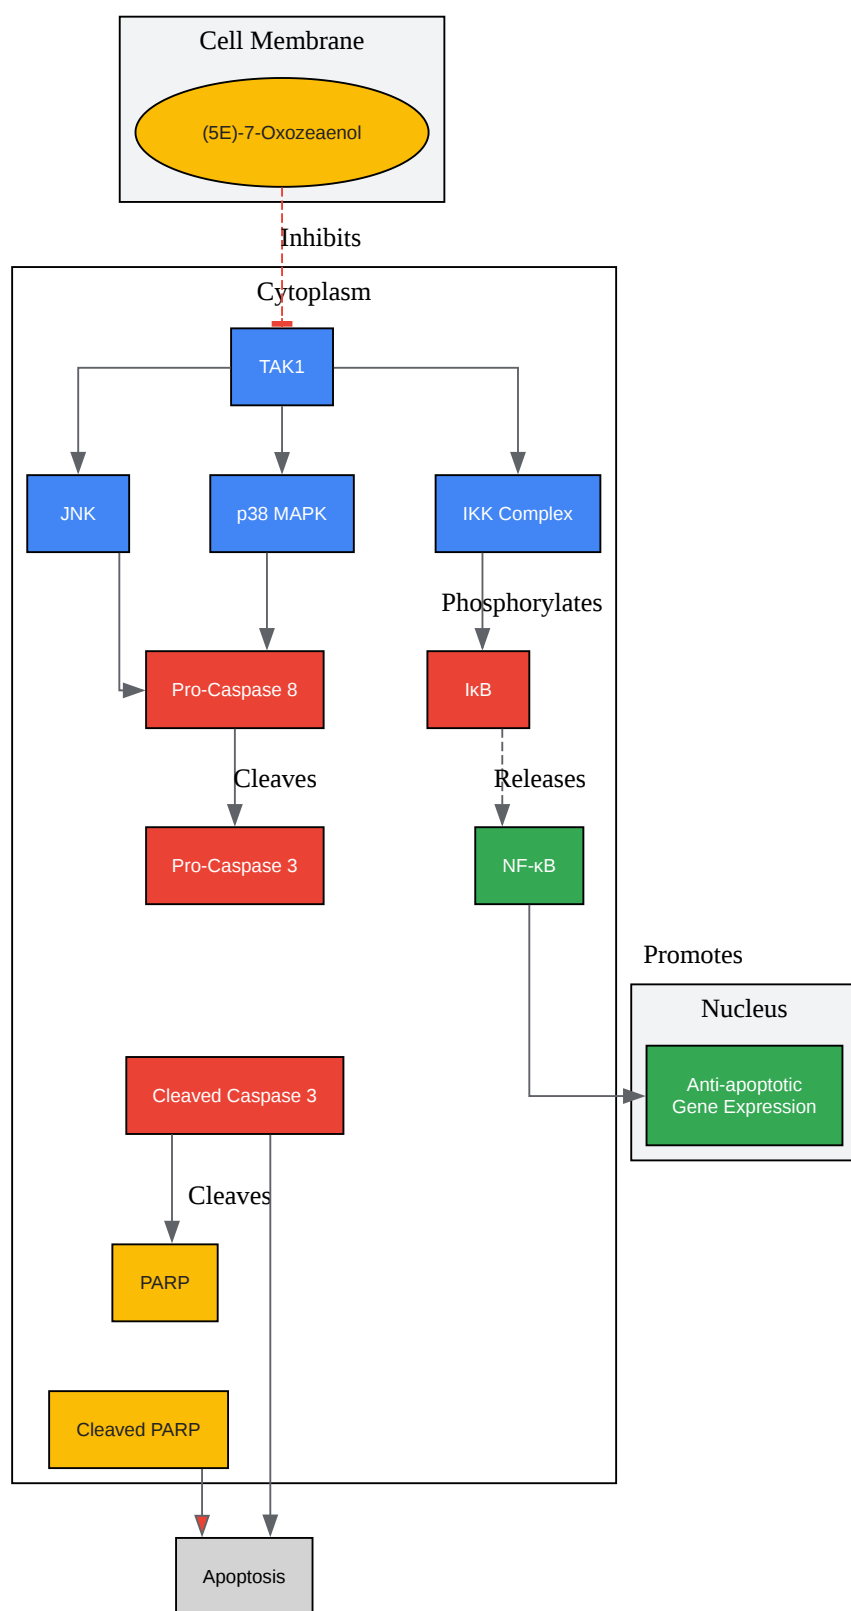 Cell Membrane
(5E)-7-Oxozeaenol
Inhibits
Cytoplasm
TAK1
JNK
p38 MAPK
IKK Complex
Phosphorylates
Pro-Caspase 8
IκB
Cleaves
Releases
Pro-Caspase 3
NF-κB
Promotes
Nucleus
Anti-apoptotic
Gene Expression
Cleaved Caspase 3
Cleaves
PARP
Cleaved PARP
Apoptosis